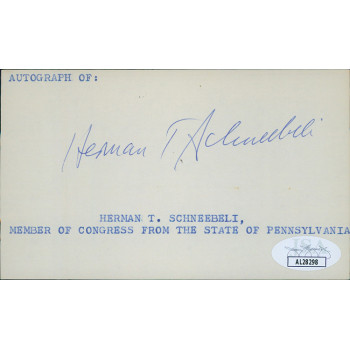 AUTOGRAPH OF:
Herman T. Schneebeli
HERMAN T. SCHNEEBELI,
MEMBER OF CONGRESS FROM THE STATE OF PENNSYLVANIA
AL28298